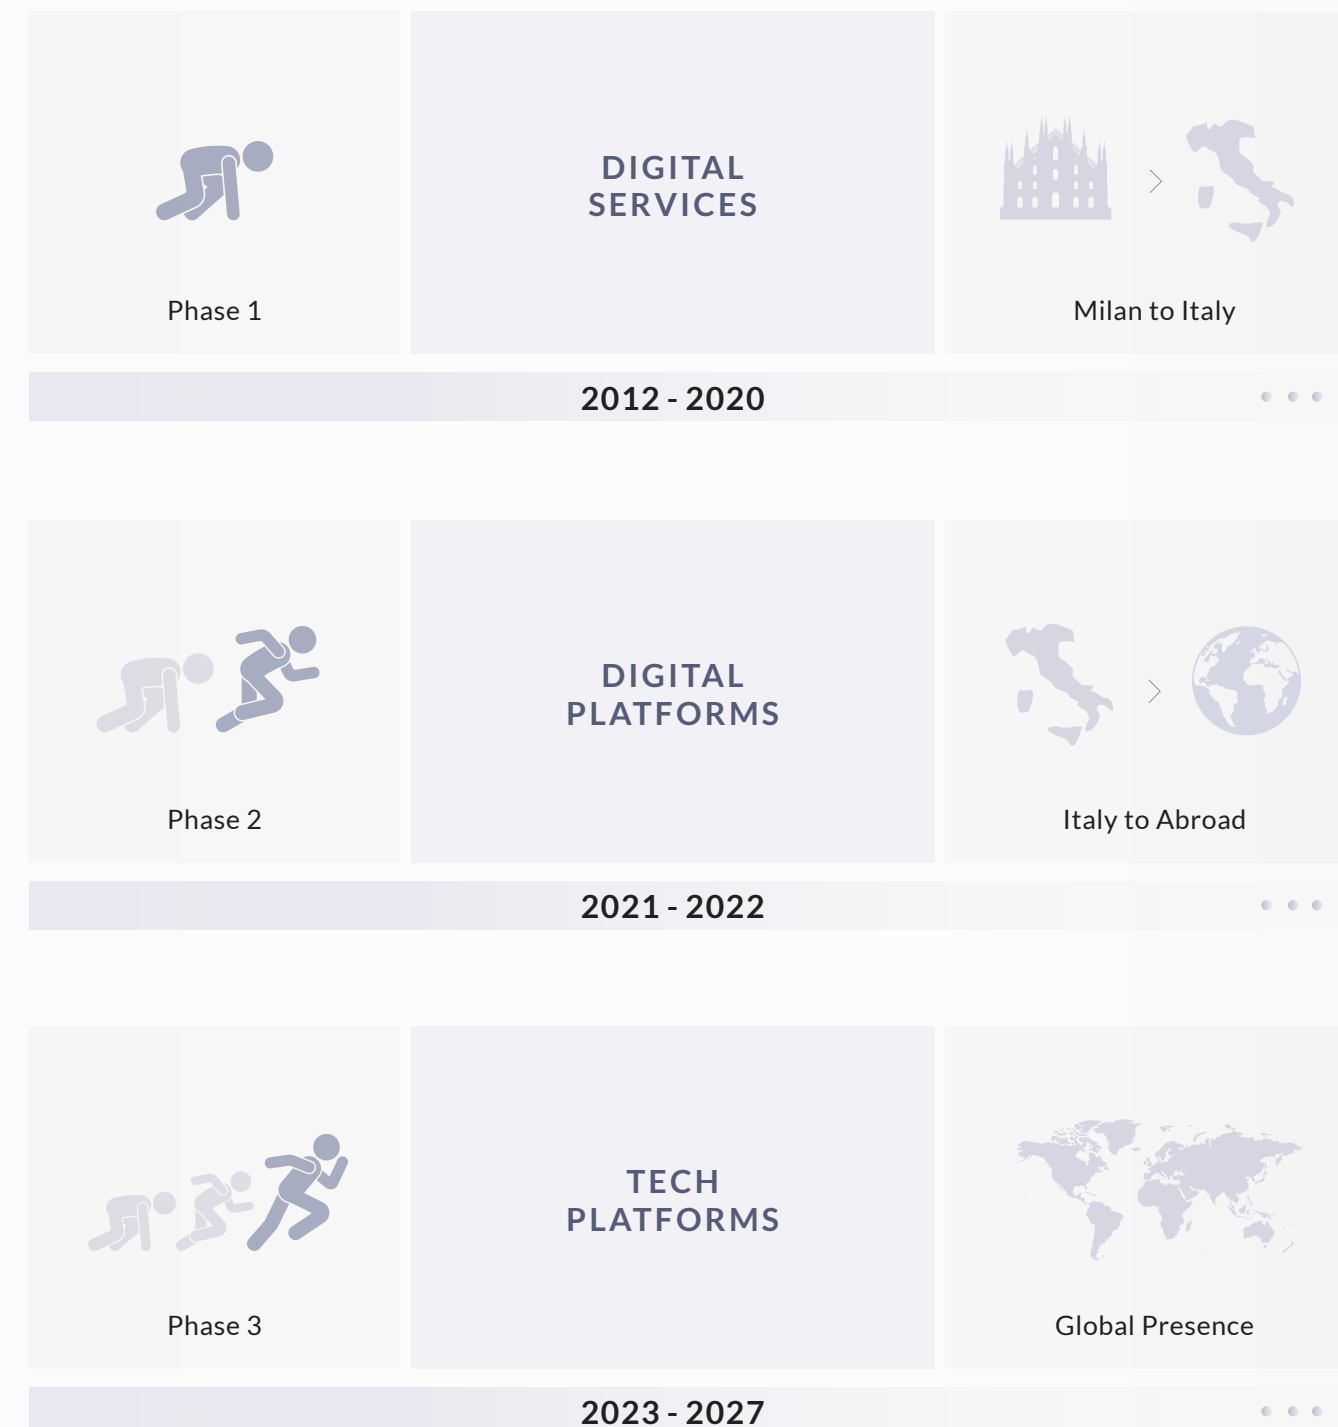 DIGITAL
SERVICES
Phase 1
Milan to Italy
2012 - 2020
DIGITAL
PLATFORMS
Phase 2
Italy to Abroad
2021 - 2022
TECH
PLATFORMS
Phase 3
Global Presence
2023 - 2027